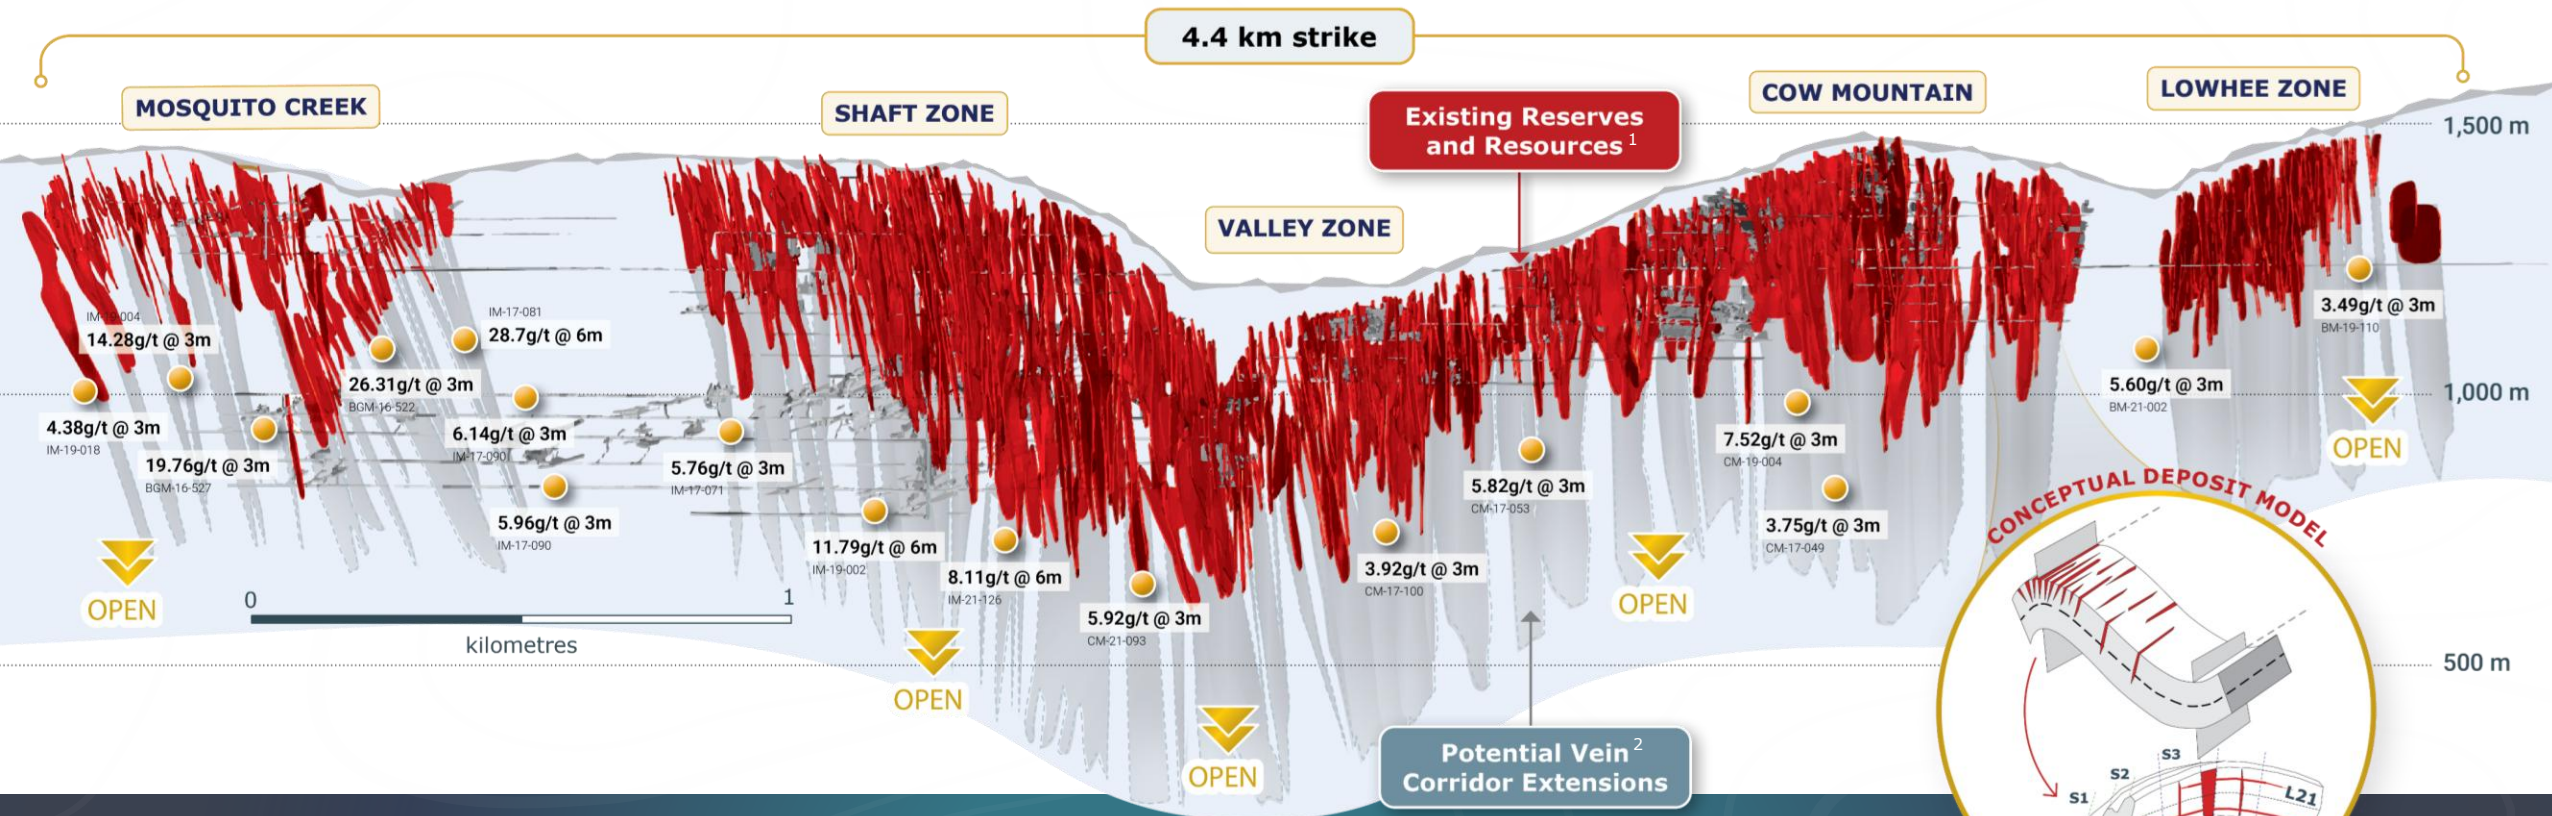 4.4 km strike
MOSQUITO CREEK
SHAFT ZONE
VALLEY ZONE
Existing Reserves
and Resources 1
COW MOUNTAIN
LOWHEE ZONE
1,500 m
1,000 m
500 m
IM-19-004
14.28g/t @ 3m
4.38g/t @ 3m
IM-19-018
19.76g/t @ 3m
BGM-16-527
26.31g/t @ 3m
BGM-16-522
IM-17-081
28.7g/t @ 6m
6.14g/t @ 3m
IM-17-090
5.96g/t @ 3m
IM-17-090
5.76g/t @ 3m
IM-17-071
11.79g/t @ 6m
IM-19-002
8.11g/t @ 6m
IM-21-126
5.92g/t @ 3m
CM-21-093
3.92g/t @ 3m
CM-17-100
5.82g/t @ 3m
CM-17-053
7.52g/t @ 3m
CM-19-004
3.75g/t @ 3m
CM-17-049
5.60g/t @ 3m
BM-21-002
3.49g/t @ 3m
BM-19-110
OPEN
OPEN
OPEN
OPEN
OPEN
0 1
kilometres
Potential Vein 2
Corridor Extensions
CONCEPTUAL DEPOSIT MODEL
S3
S2
S1
L21